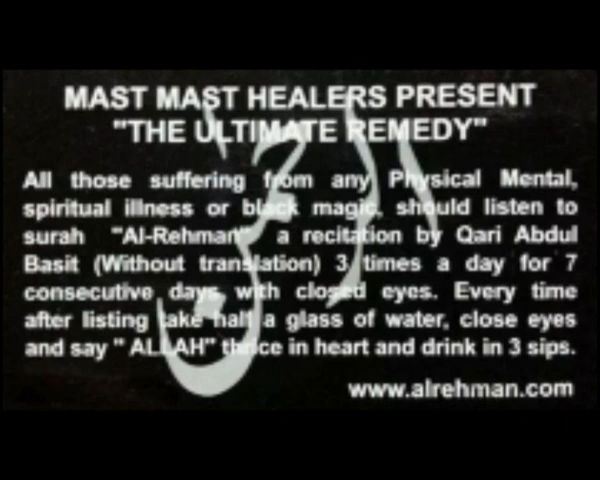 MAST MAST HEALERS PRESENT
"THE ULTIMATE REMEDY"
All those suffering from any Physical Mental,
spiritual illness or black magic, should listen to
surah "Al-Rehman" a recitation by Qari Abdul
Basit (Without translation) 3 times a day for 7
consecutive days with closed eyes. Every time
after listing take half a glass of water, close eyes
and say " ALLAH" thrice in heart and drink in 3 sips.
www.alrehman.com
الرحمن